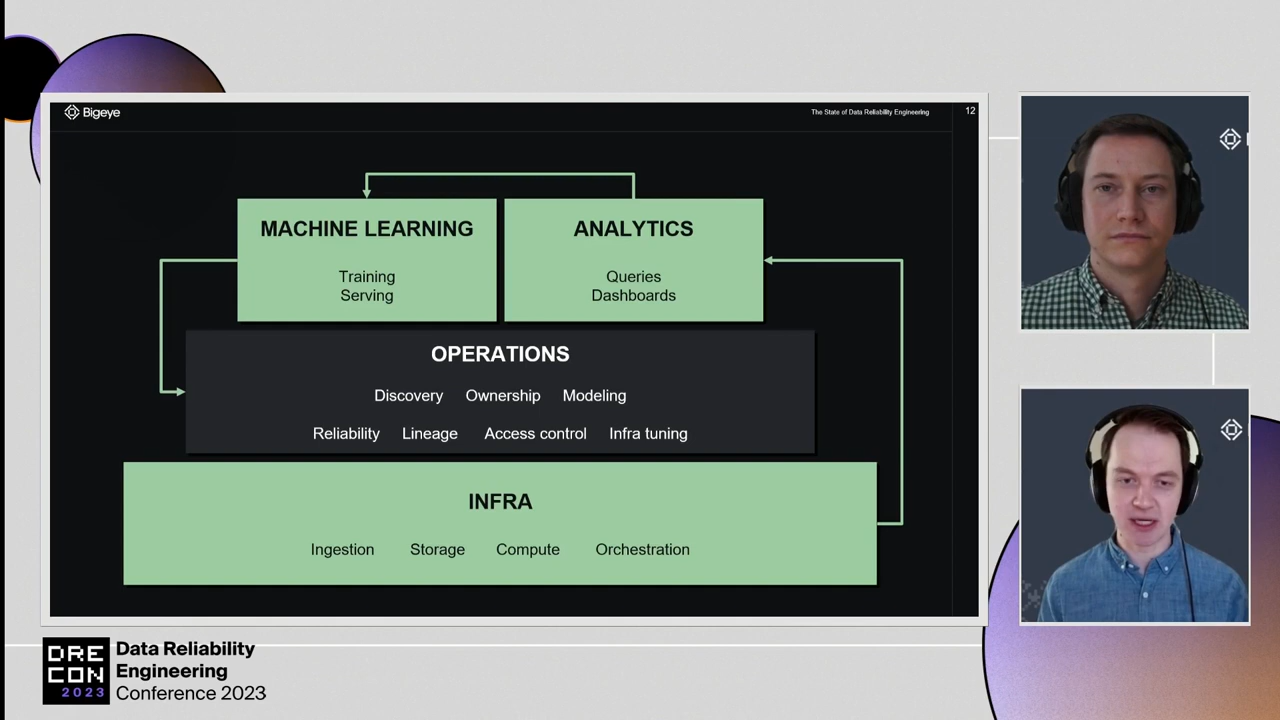 Bigeye
The State of Data Reliability Engineering
12
MACHINE LEARNING
Training
Serving
ANALYTICS
Queries
Dashboards
OPERATIONS
Discovery Ownership Modeling
Reliability Lineage Access control Infra tuning
INFRA
Ingestion Storage Compute Orchestration
DRE
CON
2023
Data Reliability
Engineering
Conference 2023